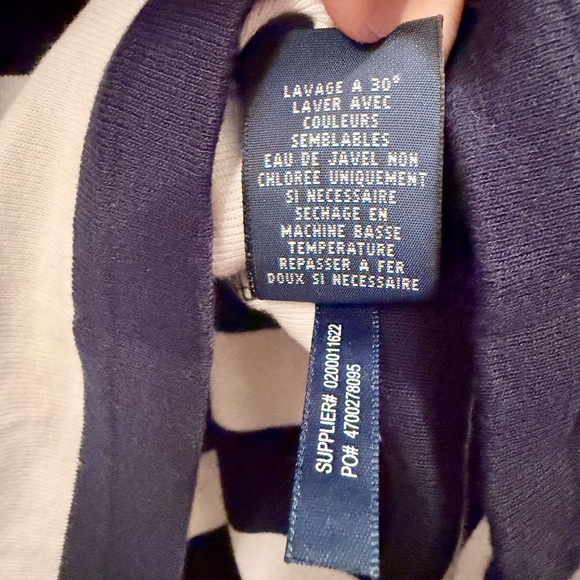 LAVAGE A 30°
LAVER AVEC
COULEURS
SEMBLABLES
EAU DE JAVEL NON
CHLOREE UNIQUEMENT
SI NECESSAIRE
SECHAGE EN
MACHINE BASSE
TEMPERATURE
REPASSER A FER
DOUX SI NECESSAIRE
SUPPLIER# 0200011622
PO# 4700278095